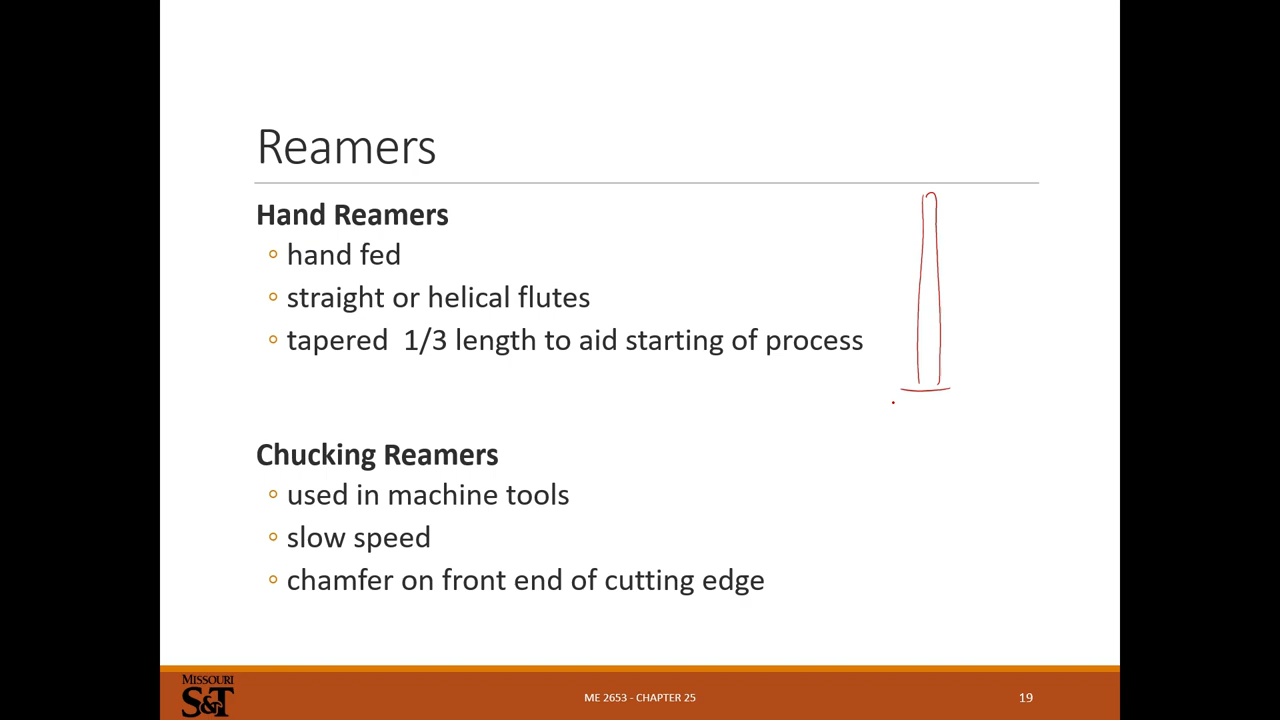 Reamers
Hand Reamers
◦ hand fed
◦ straight or helical flutes
◦ tapered 1/3 length to aid starting of process
Chucking Reamers
◦ used in machine tools
◦ slow speed
◦ chamfer on front end of cutting edge
MISSOURI
S&T
ME 2653 - CHAPTER 25
19